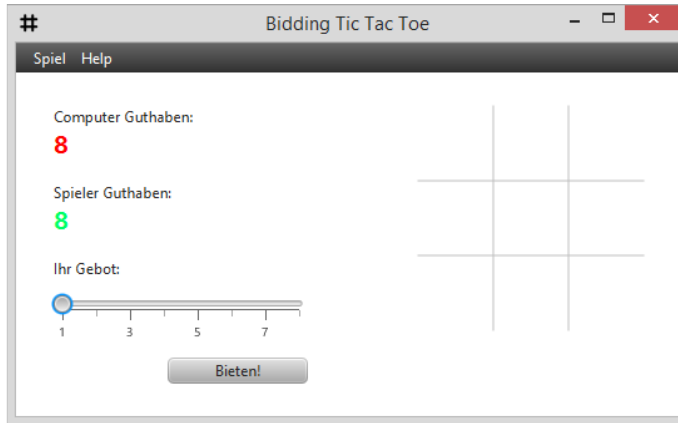 Bidding Tic Tac Toe
Spiel Help
Computer Guthaben:
8
Spieler Guthaben:
8
Ihr Gebot:
1 3 5 7
Bieten!